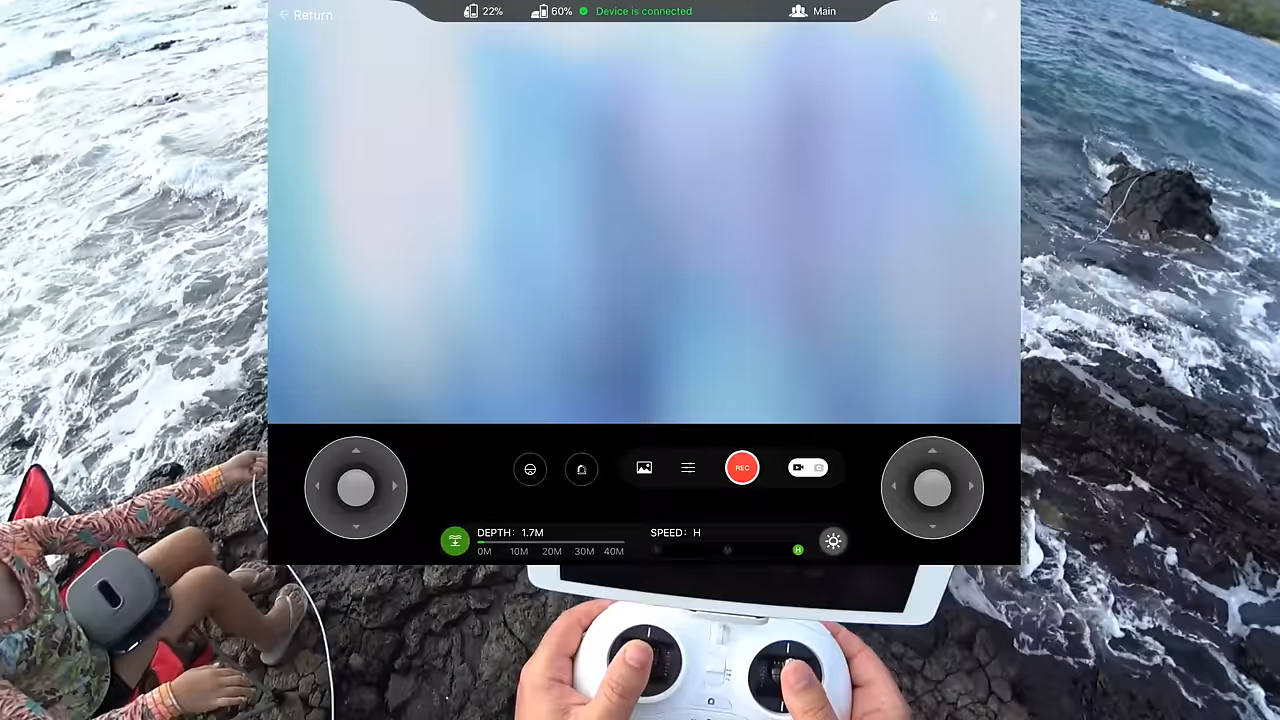 Return
22%
60%
Device is connected
Main
REC
DEPTH: 1.7M
0M 10M 20M 30M 40M
SPEED: H
H